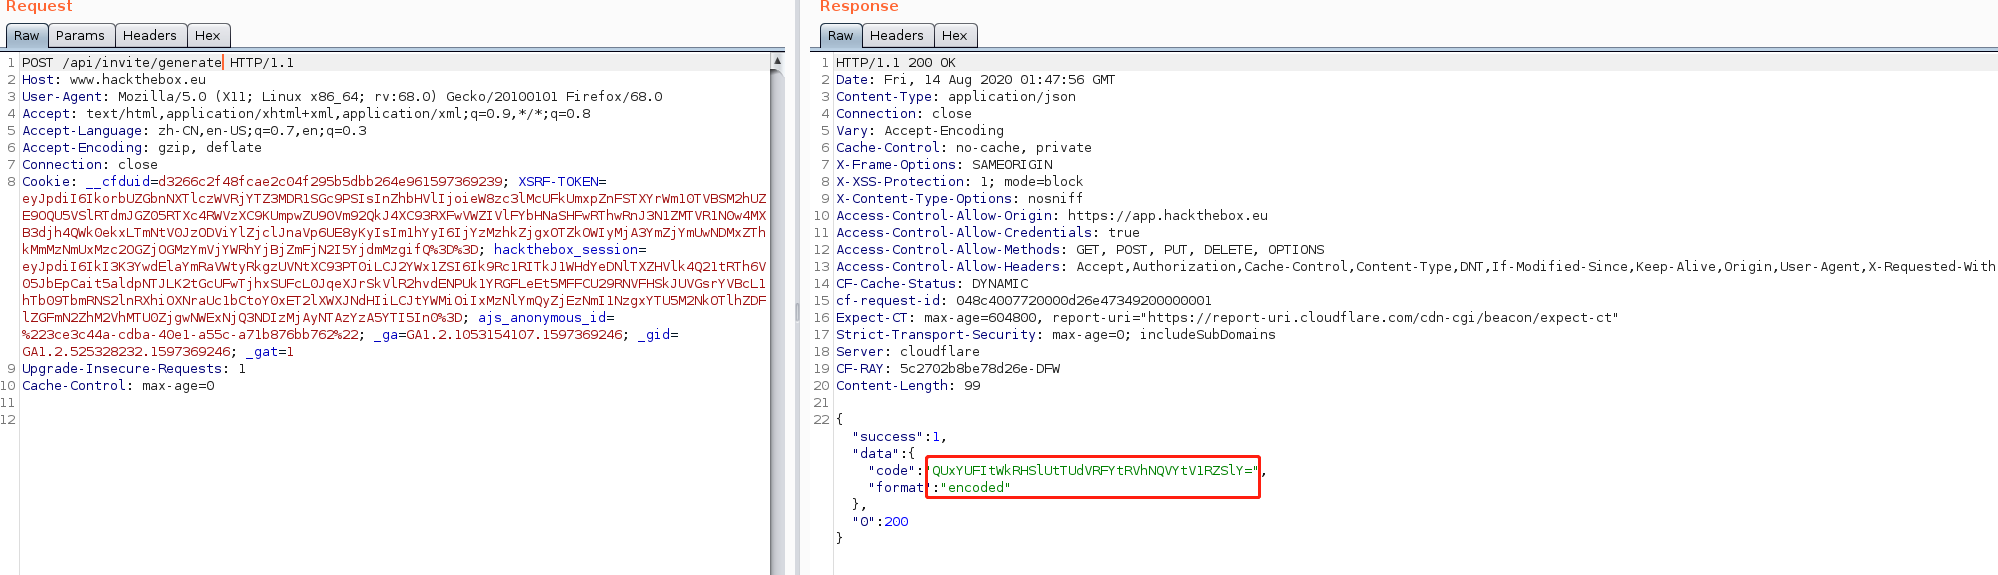 Request
Raw Params Headers Hex
1 POST /api/invite/generate HTTP/1.1
2 Host: www.hackthebox.eu
3 User-Agent: Mozilla/5.0 (X11; Linux x86_64; rv:68.0) Gecko/20100101 Firefox/68.0
4 Accept: text/html,application/xhtml+xml,application/xml;q=0.9,*/*;q=0.8
5 Accept-Language: zh-CN,en-US;q=0.7,en;q=0.3
6 Accept-Encoding: gzip, deflate
7 Connection: close
8 Cookie: __cfduid=d3266c2f48fcae2c04f295b5dbb264e961597369239; XSRF-TOKEN=
hackthebox_session=
ajs_anonymous_id=
%223ce3c44a-cdba-40e1-a55c-a71b876bb762%22; _ga=GA1.2.1053154107.1597369246; _gid=
GA1.2.525328232.1597369246; _gat=1
9 Upgrade-Insecure-Requests: 1
10 Cache-Control: max-age=0
11
12
Response
Raw Headers Hex
1 HTTP/1.1 200 OK
2 Date: Fri, 14 Aug 2020 01:47:56 GMT
3 Content-Type: application/json
4 Connection: close
5 Vary: Accept-Encoding
6 Cache-Control: no-cache, private
7 X-Frame-Options: SAMEORIGIN
8 X-XSS-Protection: 1; mode=block
9 X-Content-Type-Options: nosniff
10 Access-Control-Allow-Origin: https://app.hackthebox.eu
11 Access-Control-Allow-Credentials: true
12 Access-Control-Allow-Methods: GET, POST, PUT, DELETE, OPTIONS
13 Access-Control-Allow-Headers: Accept,Authorization,Cache-Control,Content-Type,DNT,If-Modified-Since,Keep-Alive,Origin,User-Agent,X-Requested-With
14 CF-Cache-Status: DYNAMIC
15 cf-request-id: 048c4007720000d26e47349200000001
16 Expect-CT: max-age=604800, report-uri="https://report-uri.cloudflare.com/cdn-cgi/beacon/expect-ct"
17 Strict-Transport-Security: max-age=0; includeSubDomains
18 Server: cloudflare
19 CF-RAY: 5c2702b8be78d26e-DFW
20 Content-Length: 99
21
22 {
"success":1,
"data":{
"code":"QUxYUFItWkRHSlUtTUdVRFYtRVhNQVYtV1RZSlY=",
"format":"encoded"
},
"0":200
}